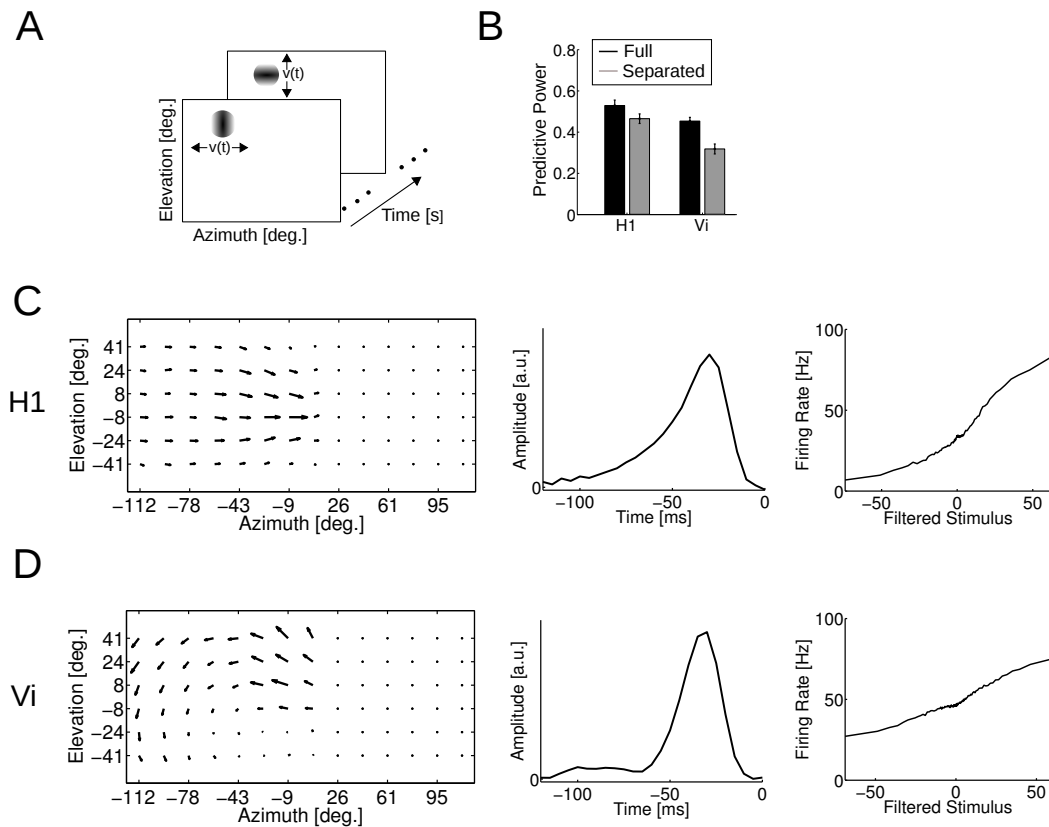 A
v(t)
v(t)
Elevation [deg.]
Azimuth [deg.]
Time [s]
B
Predictive Power
0.8
0.6
0.4
0.2
0
Full
Separated
H1
Vi
C
H1
Elevation [deg.]
41
24
8
−8
−24
−41
−112 −78 −43 −9 26 60 95
Azimuth [deg.]
Amplitude [a.u.]
0
−100 −50 0
Time [ms]
Firing Rate [Hz]
100
50
0
−50 0 50
Filtered Stimulus
D
Vi
Elevation [deg.]
41
24
8
−8
−24
−41
−112 −78 −43 −9 26 60 95
Azimuth [deg.]
Amplitude [a.u.]
0
−100 −50 0
Time [ms]
Firing Rate [Hz]
100
50
0
−50 0 50
Filtered Stimulus